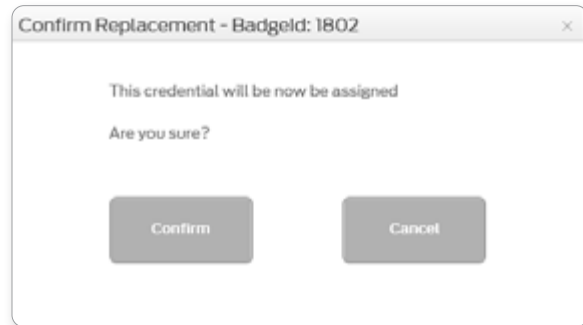 Confirm Replacement - BadgeId: 1802
This credential will be now be assigned
Are you sure?
Confirm
Cancel